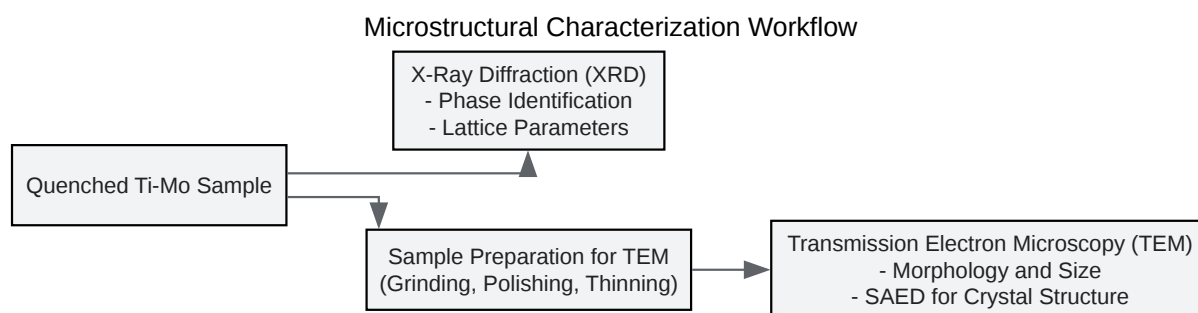 Microstructural Characterization Workflow
X-Ray Diffraction (XRD)
- Phase Identification
- Lattice Parameters
Quenched Ti-Mo Sample
Sample Preparation for TEM
(Grinding, Polishing, Thinning)
Transmission Electron Microscopy (TEM)
- Morphology and Size
- SAED for Crystal Structure